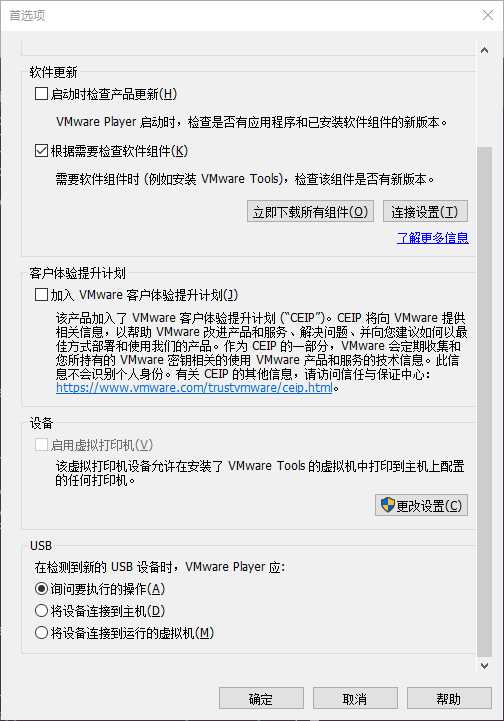 首选项
软件更新
启动时检查产品更新(H)
VMware Player 启动时，检查是否有应用程序和已安装软件组件的新版本。
根据需要检查软件组件(K)
需要软件组件时 (例如安装 VMware Tools)，检查该组件是否有新版本。
立即下载所有组件(O)
连接设置(T)
了解更多信息
客户体验提升计划
加入 VMware 客户体验提升计划(J)
该产品加入了 VMware 客户体验提升计划 (“CEIP”)。CEIP 将向 VMware 提供
相关信息，以帮助 VMware 改进产品和服务、解决问题、并向您建议如何以最
佳方式部署和使用我们的产品。作为 CEIP 的一部分，VMware 会定期收集和
您所持有的 VMware 密钥相关的使用 VMware 产品和服务的技术信息。此信
息不会识别个人身份。有关 CEIP 的其他信息，请访问信任与保证中心：
https://www.vmware.com/trustvmware/ceip.html。
设备
启用虚拟打印机(V)
该虚拟打印机设备允许在安装了 VMware Tools 的虚拟机中打印到主机上配置
的任何打印机。
更改设置(C)
USB
在检测到新的 USB 设备时，VMware Player 应:
询问要执行的操作(A)
将设备连接到主机(D)
将设备连接到运行的虚拟机(M)
确定
取消
帮助